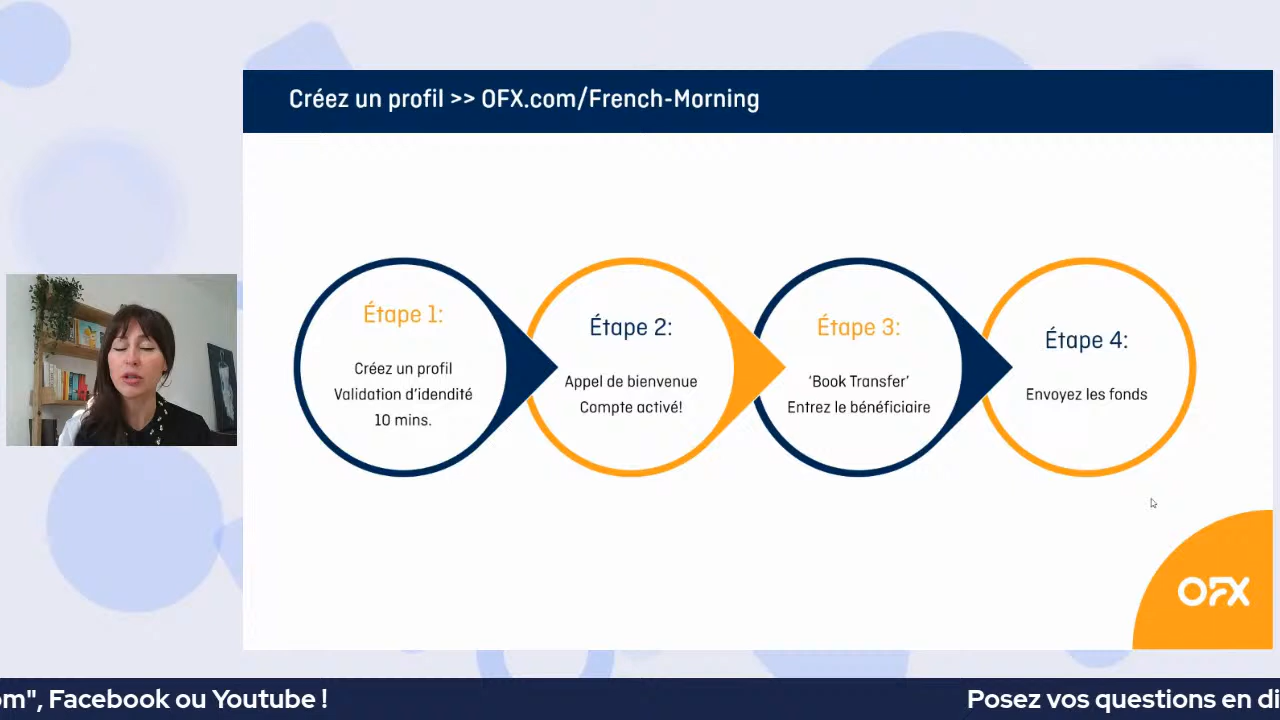 Créez un profil >> OFX.com/French-Morning
Étape 1:
Créez un profil
Validation d'idendité
10 mins.
Étape 2:
Appel de bienvenue
Compte activé!
Étape 3:
'Book Transfer'
Entrez le bénéficiaire
Étape 4:
Envoyez les fonds
OFX
om", Facebook ou Youtube !
Posez vos questions en di